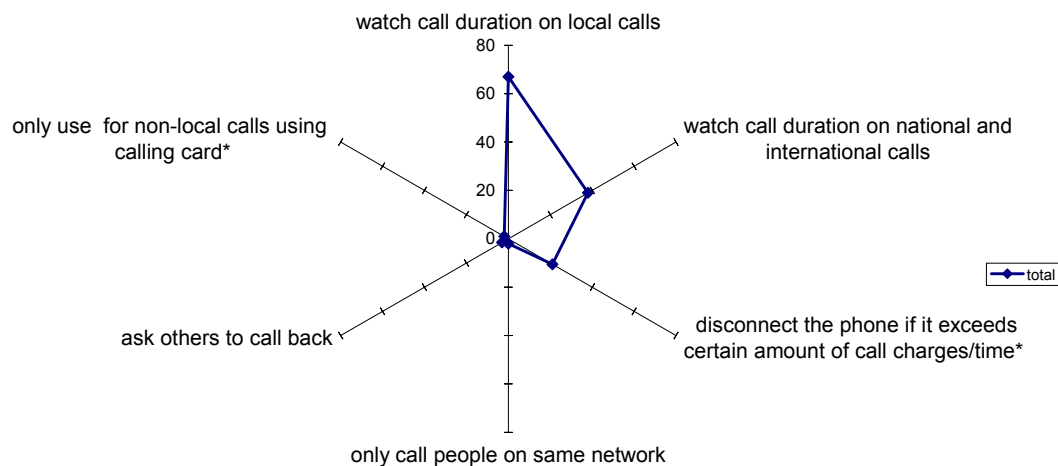 watch call duration on local calls
80
60
only use for non-local calls using
calling card*
watch call duration on national and
international calls
40
20
0
total
ask others to call back
disconnect the phone if it exceeds
certain amount of call charges/time*
only call people on same network